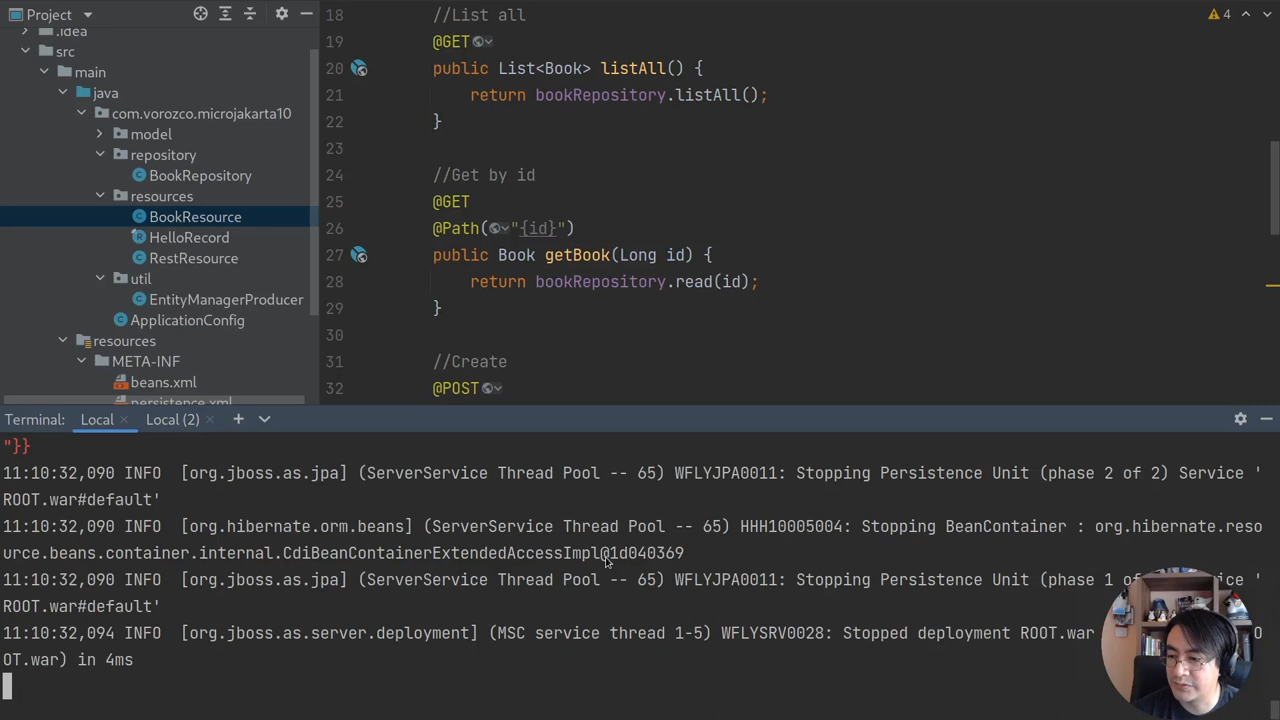 Project
.idea
src
main
java
com.vorozco.microjakarta10
model
repository
BookRepository
resources
BookResource
HelloRecord
RestResource
util
EntityManagerProducer
ApplicationConfig
resources
META-INF
beans.xml
persistence.xml
4
18 //List all
19 @GET
20 public List<Book> listAll() {
21 return bookRepository.listAll();
22 }
23
24 //Get by id
25 @GET
26 @Path("{id}")
27 public Book getBook(Long id) {
28 return bookRepository.read(id);
29 }
30
31 //Create
32 @POST
Terminal: Local Local (2)
"}}
11:10:32,090 INFO [org.jboss.as.jpa] (ServerService Thread Pool -- 65) WFLYJPA0011: Stopping Persistence Unit (phase 2 of 2) Service '
ROOT.war#default'
11:10:32,090 INFO [org.hibernate.orm.beans] (ServerService Thread Pool -- 65) HHH10005004: Stopping BeanContainer : org.hibernate.reso
urce.beans.container.internal.CdiBeanContainerExtendedAccessImpl@1d040369
11:10:32,090 INFO [org.jboss.as.jpa] (ServerService Thread Pool -- 65) WFLYJPA0011: Stopping Persistence Unit (phase 1 of ice '
ROOT.war#default'
11:10:32,094 INFO [org.jboss.as.server.deployment] (MSC service thread 1-5) WFLYSRV0028: Stopped deployment ROOT.war O
OT.war) in 4ms